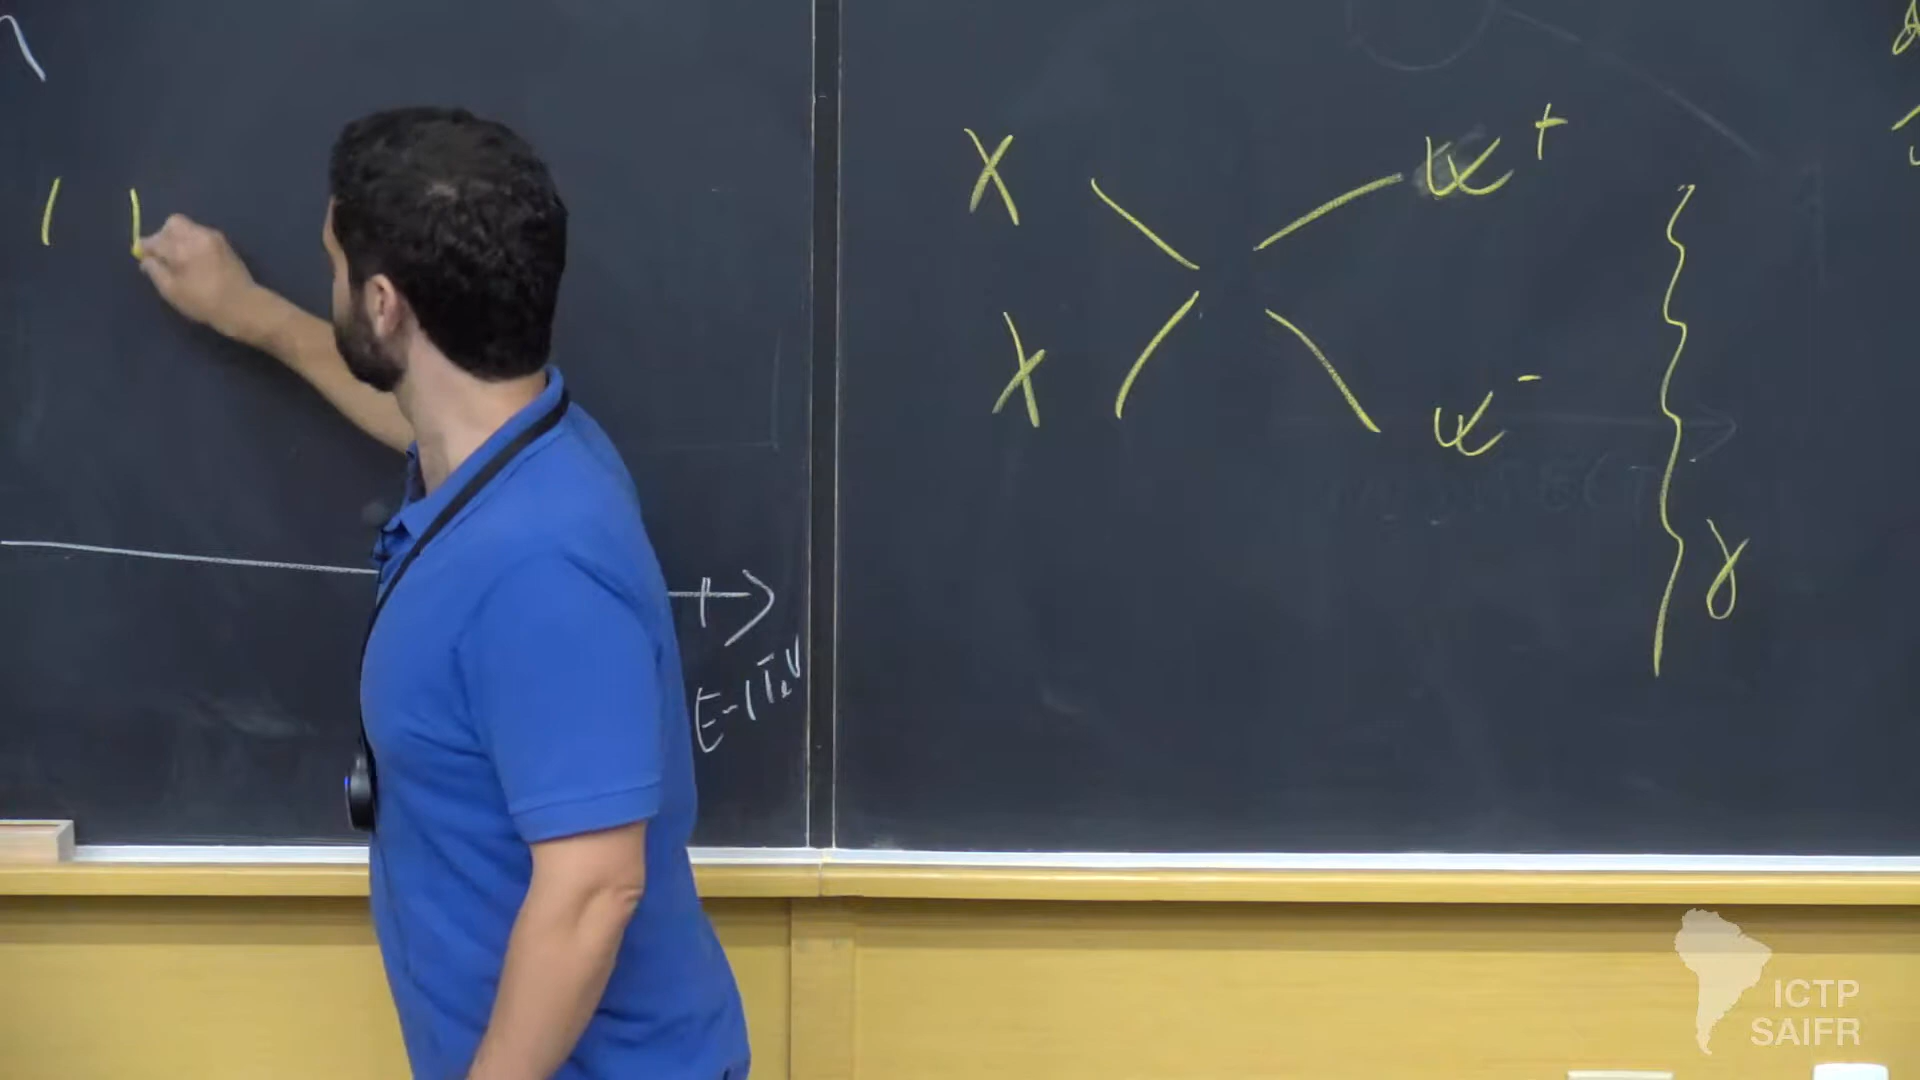 χ
W+
χ
W-
γ
E~1TeV
ICTP
SAIFR